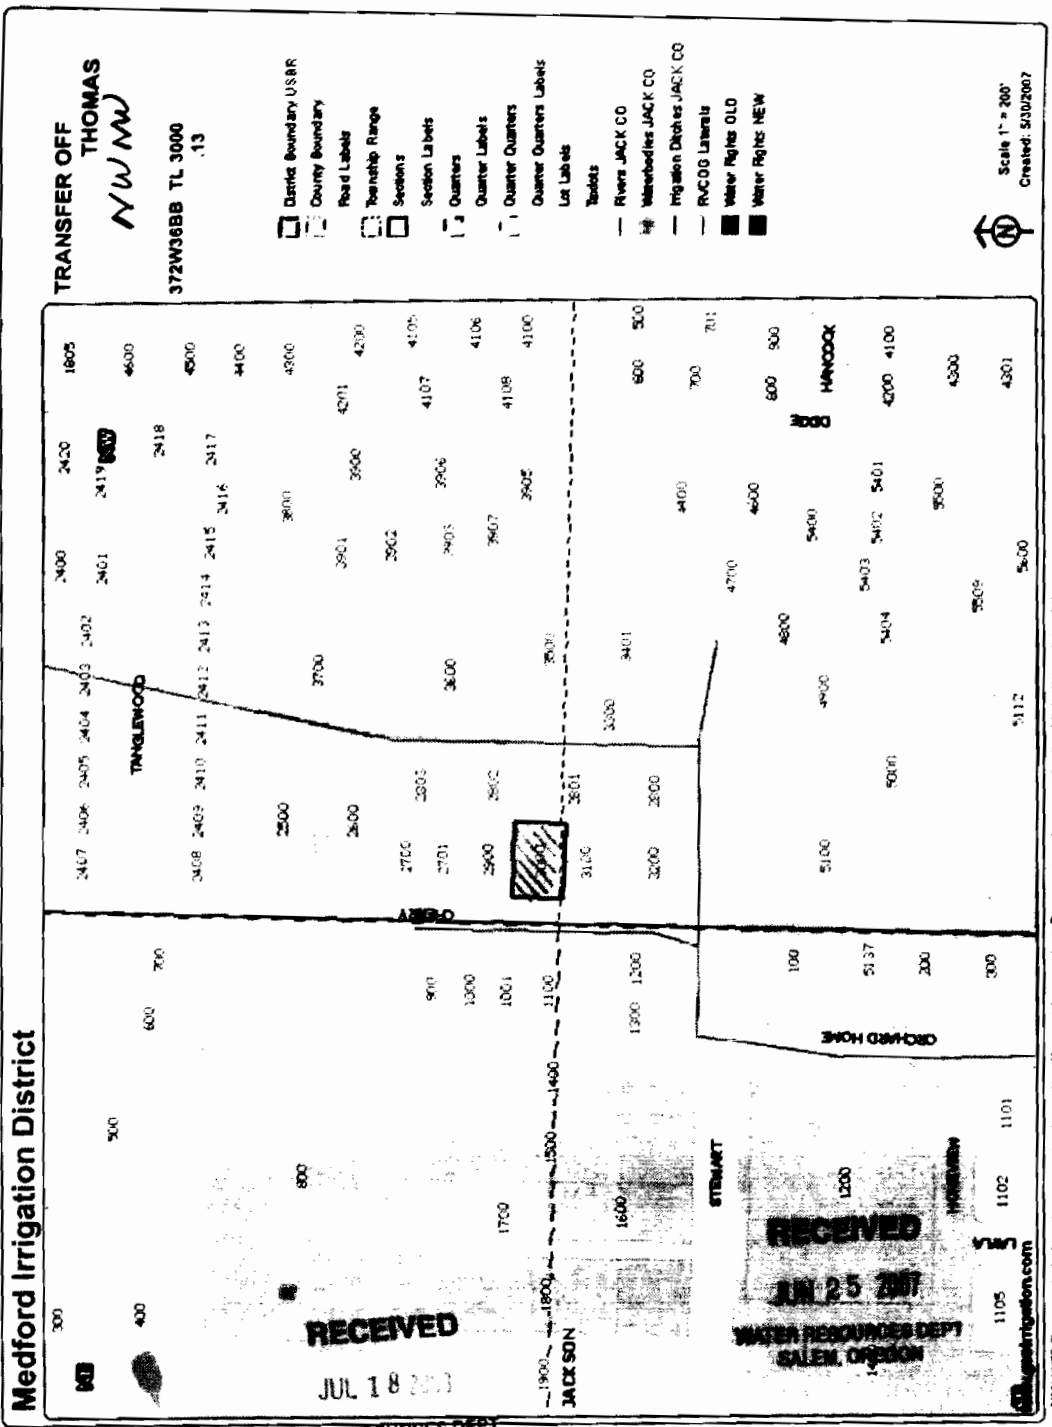 Medford Irrigation District
TRANSFER OFF
THOMAS
NW NW
372W36BB TL 3000
.13
District Boundary USBR
County Boundary
Road Labels
Township Range
Sections
Section Labels
Quarters
Quarter Labels
Quarter Quarters
Quarter Quarters Labels
Lot Labels
Taxlots
Rivers JACK CO
Waterbodies JACK CO
Irrigation Ditches JACK CO
RVCOG Laterals
Water Rights OLD
Water Rights NEW
N
Scale 1" = 200'
Created: 5/30/2007
300
400
500
600
700
800
2407 2406 2405 2404 2403 2402 2400 2420 1805
2401 2419
TANGLEWOOD
2418 4600
2408 2409 2410 2411 2412 2413 2414 2415 2416 2417 4500
4400
2500 3700 3800 4300
2600 3901 3900 4201 4200
CHERRY
2700 3902 4107 4105
900 2701 3600 3903 3906
1000 2900 2902 3907 4106
1700 1001 4108
1100 3500 3905 4100
1900 1800 1500 1400
JACKSON
3100 2801
3300
1600 1300 1200 3200 2800 3401 600 500
4400 700 701
STEWART
4700 4600 800 900
100 4800 DIXIE
1200 5100 4900 5400 HANCOCK
5137 5403 5402 5401
5000 5404 4200 4100
200 ORCHARD HOME
5500 4300
5509
1105 1102 1101 300 5112 5600 4301
LAYLA
RECEIVED
JUL 18
RECEIVED
JUN 25 2007
WATER RESOURCES DEPT
SALEM, OREGON